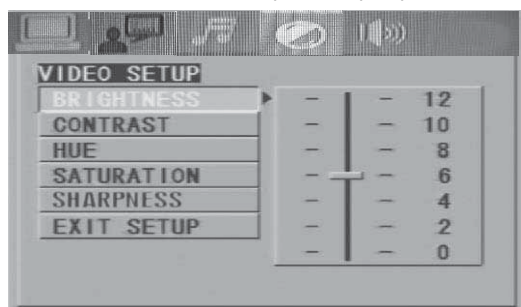 VIDEO SETUP
BRIGHTNESS
CONTRAST
HUE
SATURATION
SHARPNESS
EXIT SETUP
12
10
8
6
4
2
0